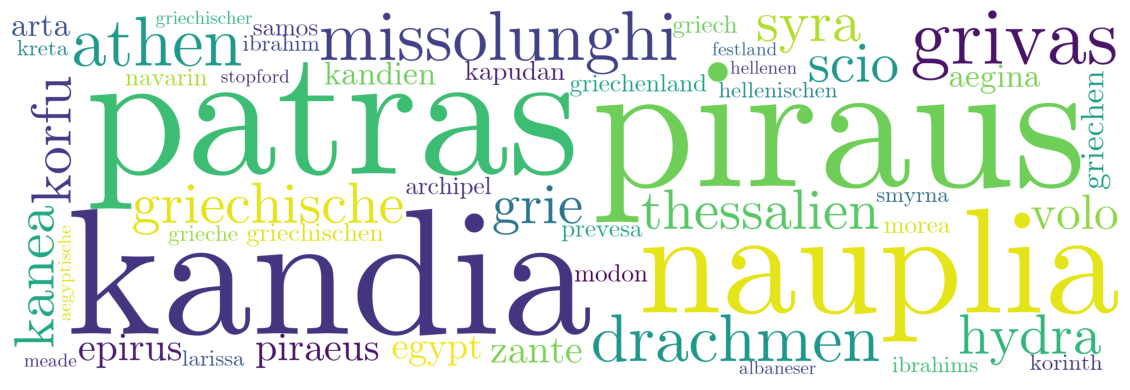 griechischer
arta
samos
athen
missolunghi
griech
syra
grivas
kreta
ibrahim
festland
scio
navarin
stopford
kandien
kapudan
hellenen
aegina
griechenland
hellenischen
korfu
patras
piraus
griechen
archipel
griechische
grie
thessalien
smyrna
volo
kanea
aegyptische
grieche
griechischen
prevesa
morea
kandia
modon
nauplia
drachmen
hydra
meade
epirus
larissa
piraeus
egypt
zante
albaneser
ibrahims
korinth